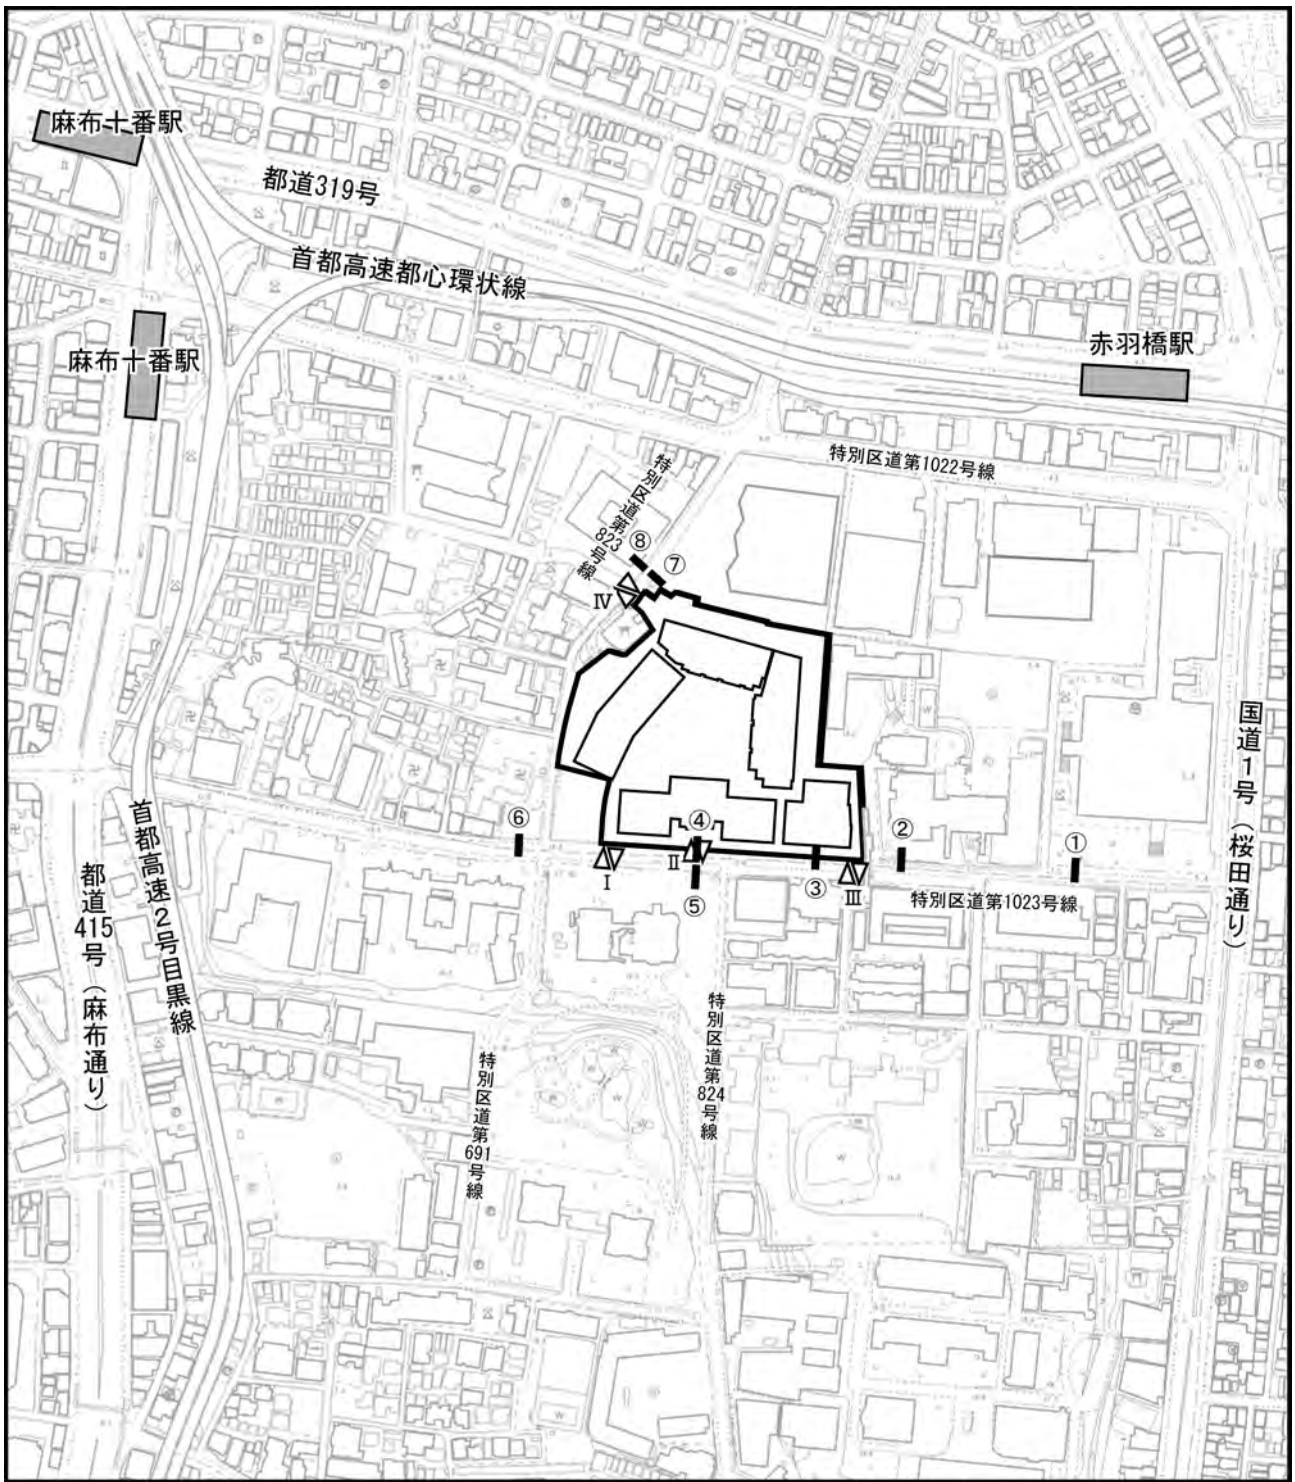 麻布十番駅
都道319号
首都高速都心環状線
麻布十番駅
赤羽橋駅
特別区道第1022号線
特別区道第823号線
⑧
⑦
Ⅳ
国道1号（桜田通り）
⑥
④
②
①
Ⅰ
Ⅱ
⑤
③
Ⅲ
特別区道第1023号線
首都高速2号目黒線
都道415号（麻布通り）
特別区道第824号線
特別区道第691号線